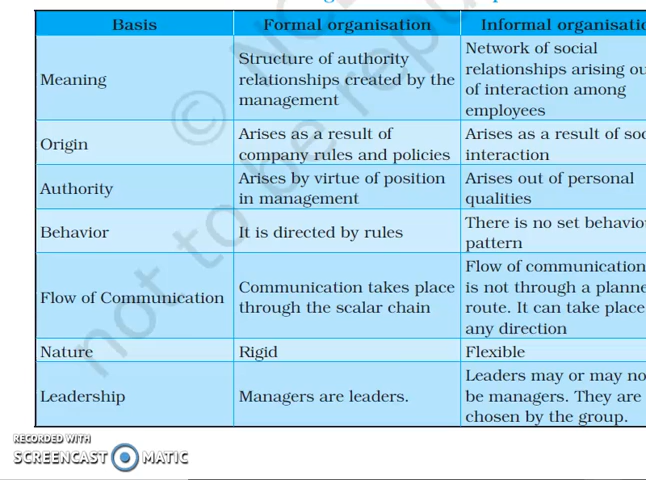 Basis Formal organisation Informal
Meaning
Structure of authority
relationships created by the
management
Network of social
relationships arising
of interaction among
employees
Origin
Arises as a result of
company rules and policies
Arises as a result of
interaction
Authority
Arises by virtue of position
in management
Arises out of personal
qualities
Behavior
It is directed by rules
There is no set
pattern
Flow of Communication
Communication takes place
through the scalar chain
Flow of communication
is not through a
route. It can take place
any direction
Nature Rigid Flexible
Leadership
Managers are leaders.
Leaders may or may
be managers. They are
chosen by the group.
not to be
RECORDED WITH
SCREENCAST MATIC